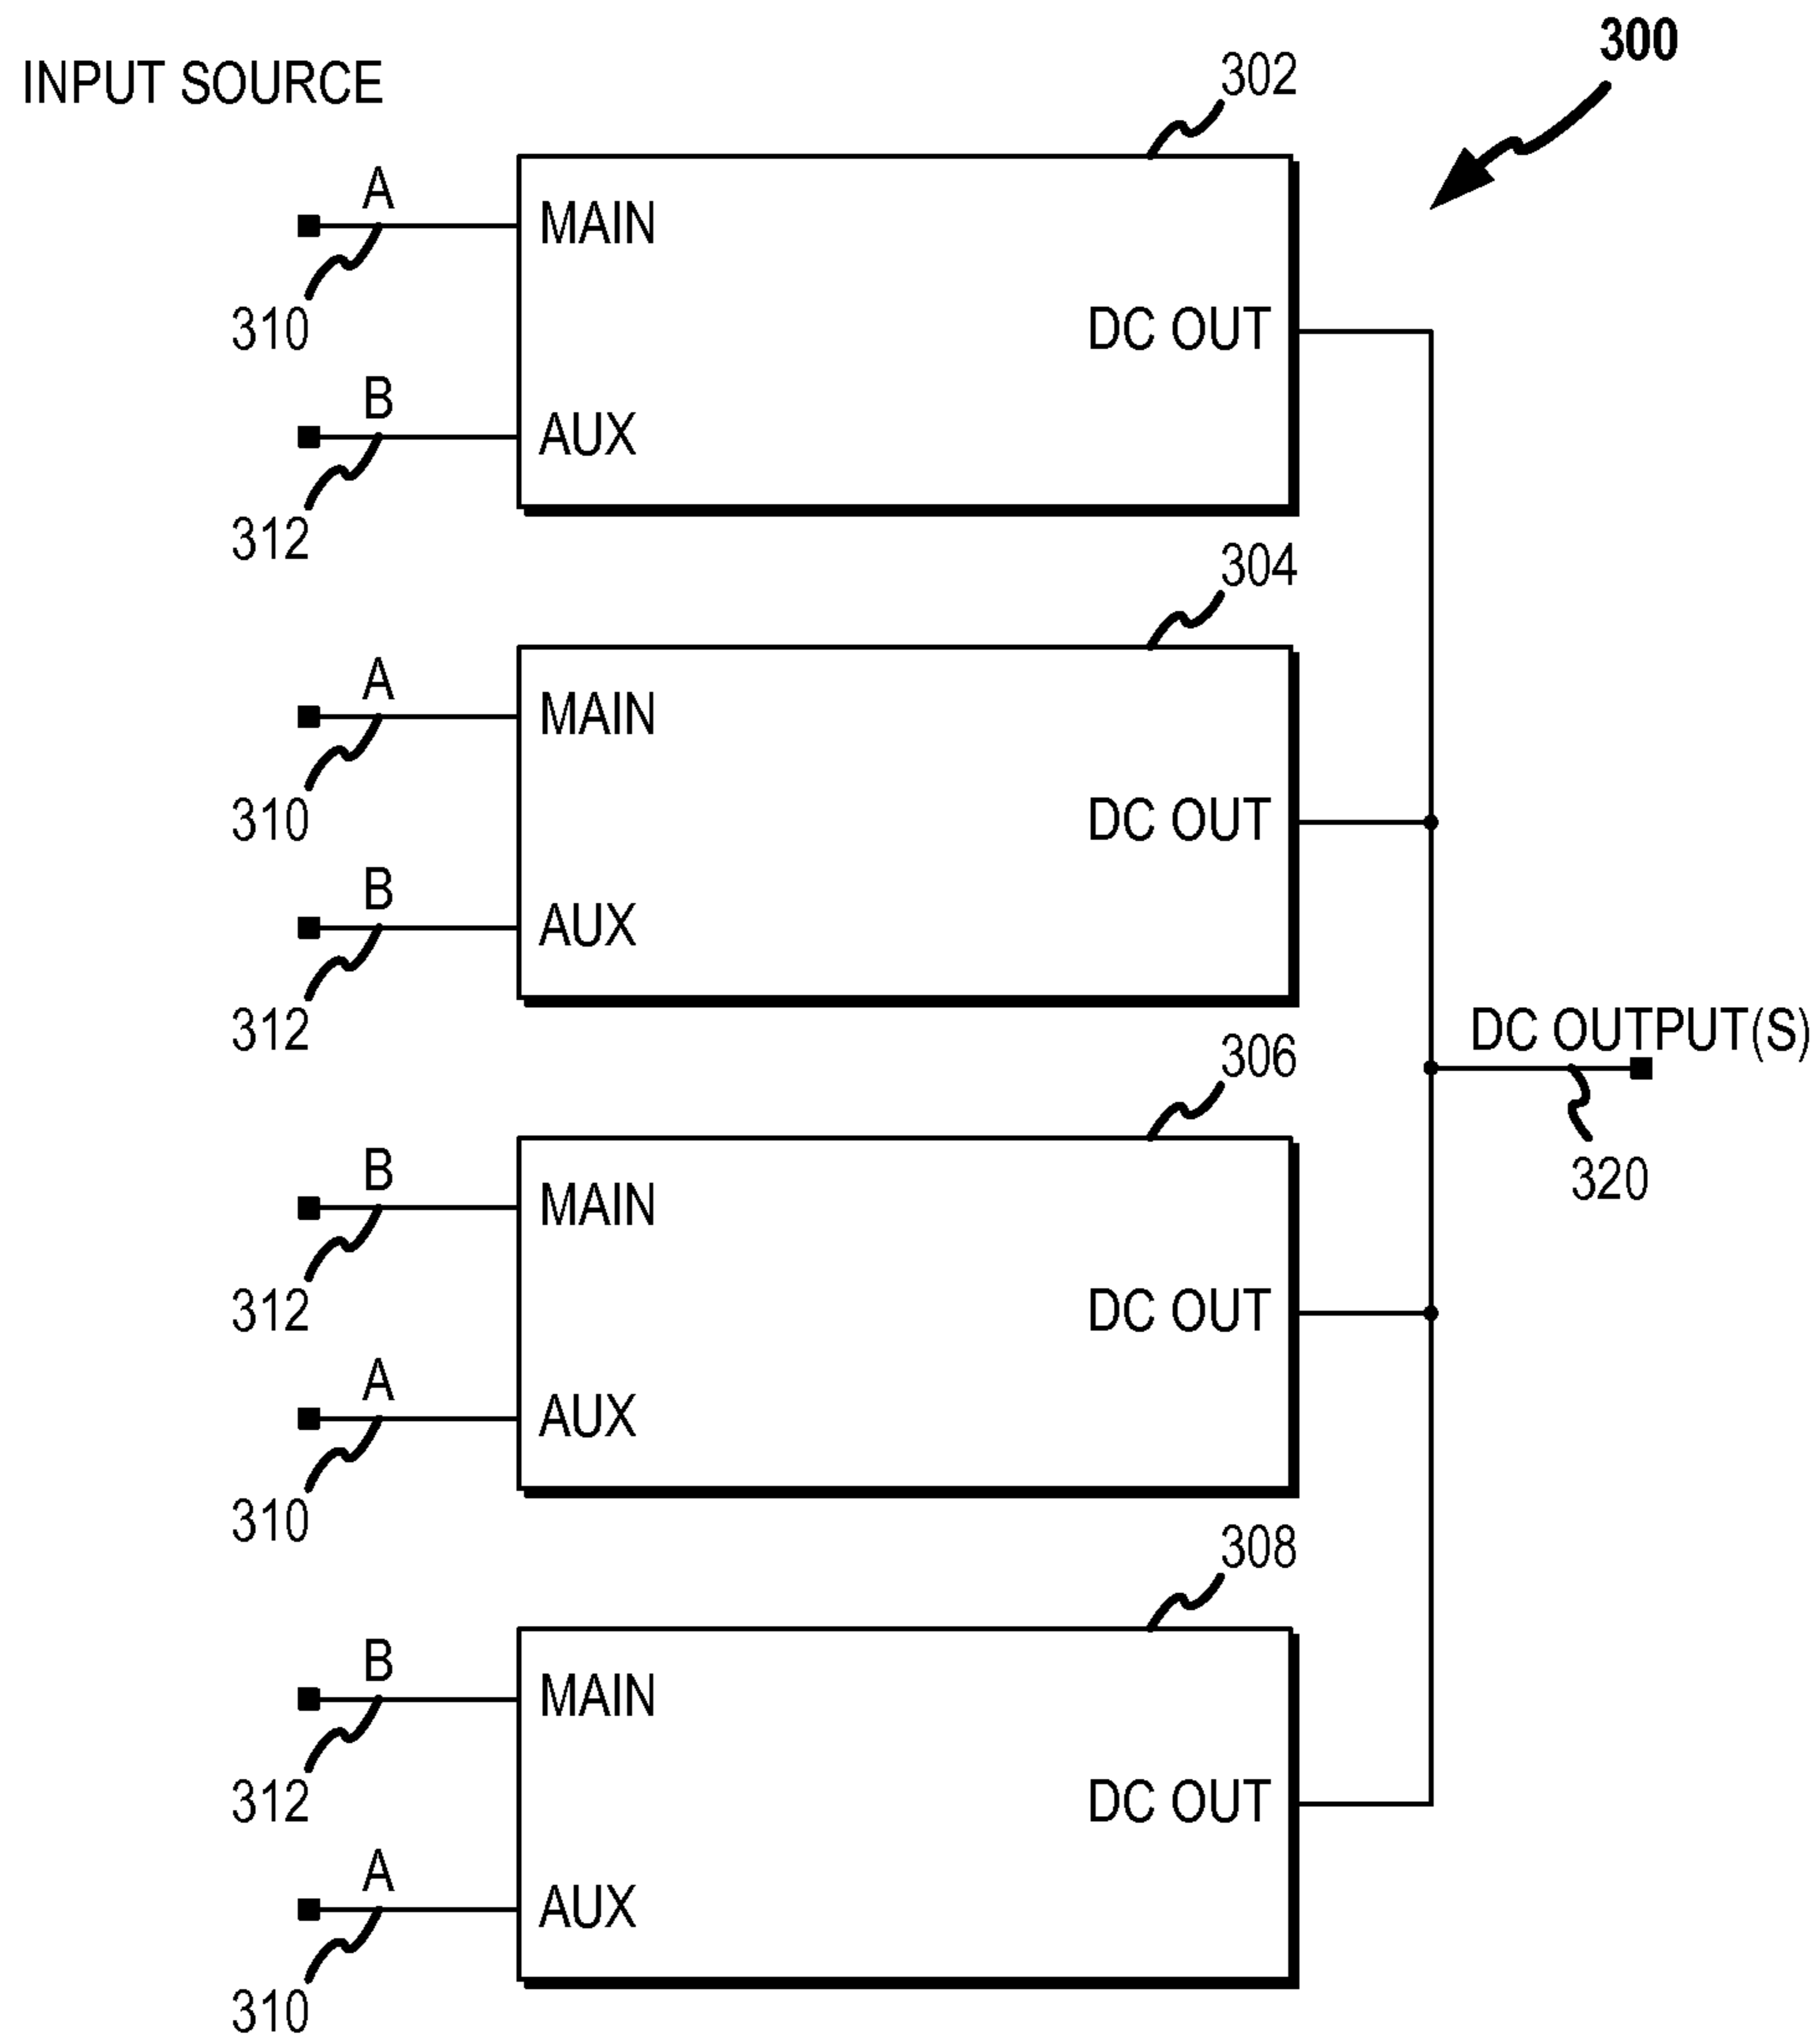 300
INPUT SOURCE
302
A
MAIN
310
DC OUT
B
AUX
312
304
A
MAIN
310
DC OUT
B
AUX
312
DC OUTPUT(S)
320
306
B
MAIN
312
DC OUT
A
AUX
310
308
B
MAIN
312
DC OUT
A
AUX
310